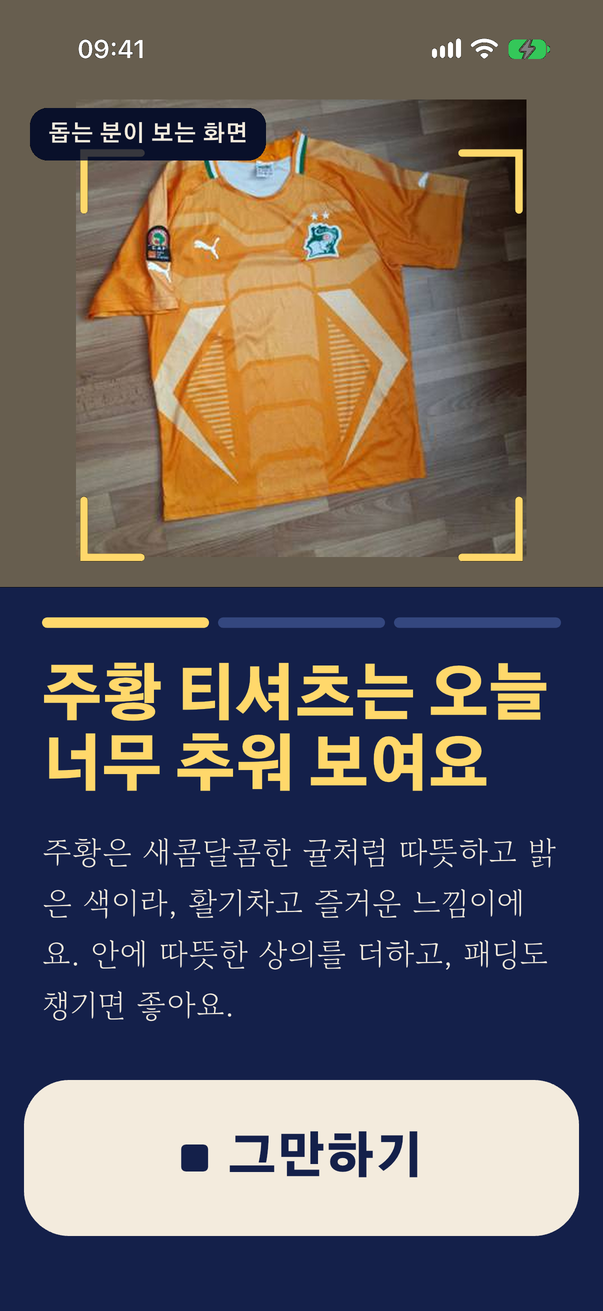 09:41
돕는 분이 보는 화면
주황 티셔츠는 오늘
너무 추워 보여요
주황은 새콤달콤한 귤처럼 따뜻하고 밝
은 색이라, 활기차고 즐거운 느낌이에
요. 안에 따뜻한 상의를 더하고, 패딩도
챙기면 좋아요.
그만하기